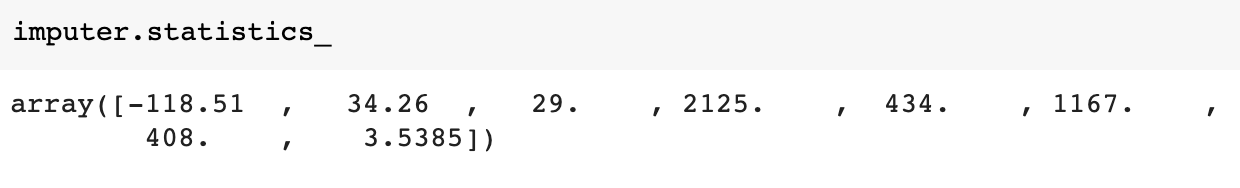 imputer.statistics_
array([-118.51  ,   34.26  ,   29.    , 2125.    ,  434.    , 1167.    ,
        408.    ,    3.5385])